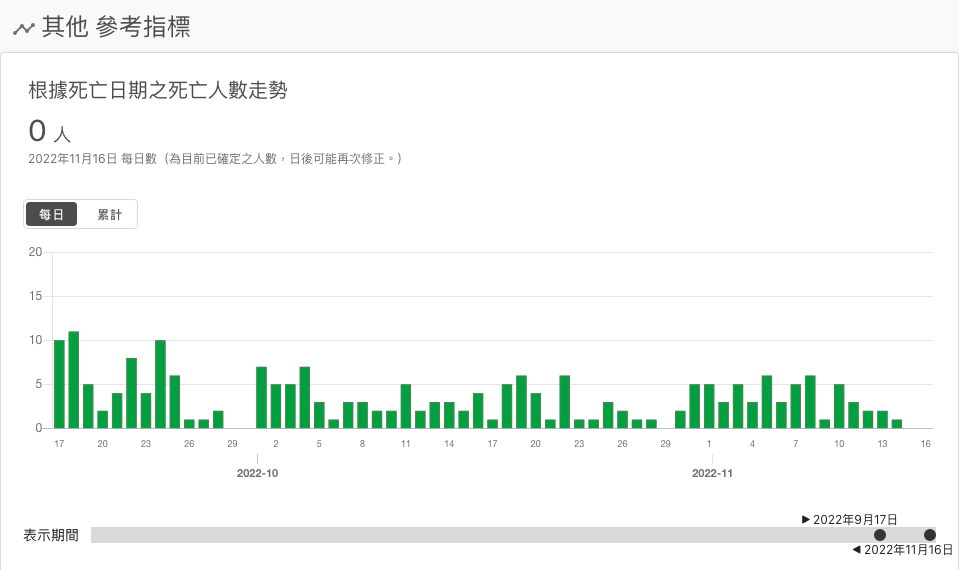 其他 參考指標
根據死亡日期之死亡人數走勢
0 人
2022年11月16日 每日數（為目前已確定之人數，日後可能再次修正。）
每日 累計
20
15
10
5
0
17 20 23 26 29 2 5 8 11 14 17 20 23 26 29 1 4 7 10 13 16
2022-10 2022-11
▶ 2022年9月17日
表示期間
◀ 2022年11月16日